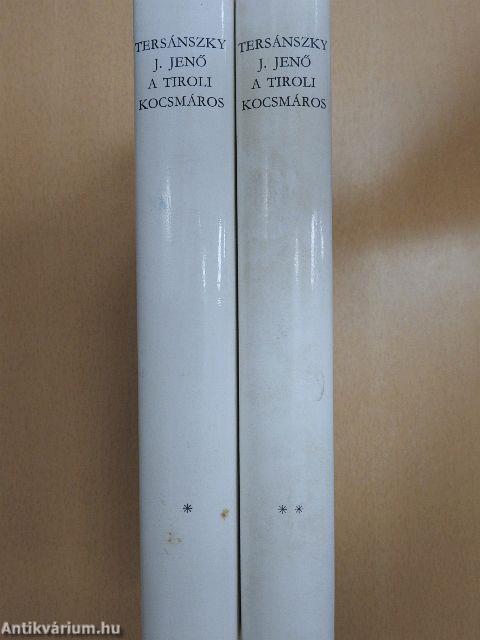 TERSÁNSZKY
J. JENŐ
A TIROLI
KOCSMÁROS
*
TERSÁNSZKY
J. JENŐ
A TIROLI
KOCSMÁROS
* *
Antikvárium.hu